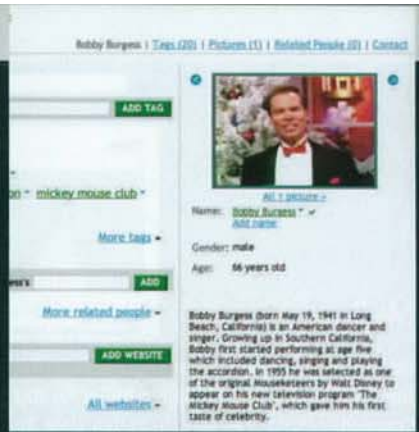 Bobby Burgess | Tags (20) | Pictures (1) | Related People (0) | Contact
ADD TAG
on mickey mouse club
More tags
ess's ADD
More related people
ADD WEBSITE
All websites
All 1 picture »
Name: Bobby Burgess
Add name
Gender: male
Age: 66 years old
Bobby Burgess (born May 19, 1941 in Long
Beach, California) is an American dancer and
singer. Growing up in Southern California,
Bobby first started performing at age five
which included dancing, singing and playing
the accordion. In 1955 he was selected as one
of the original Mouseketeers by Walt Disney to
appear on his new television program "The
Mickey Mouse Club", which gave him his first
taste of celebrity.